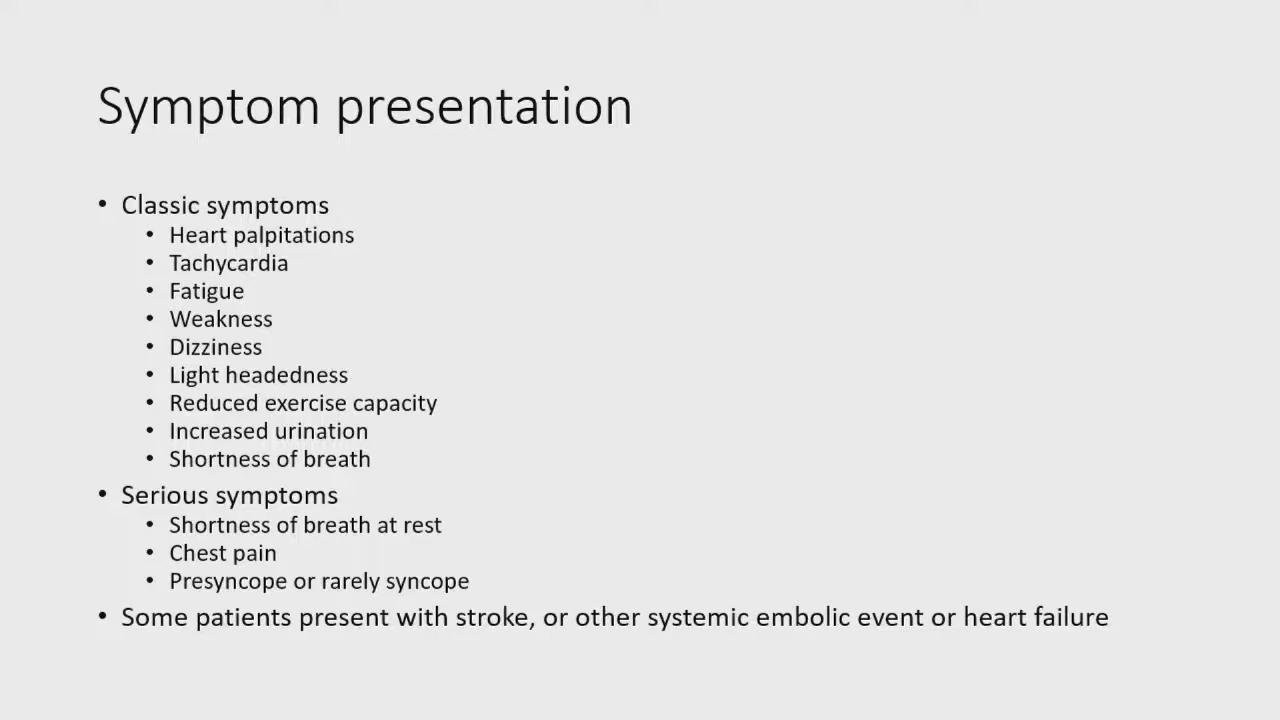 Symptom presentation
• Classic symptoms
• Heart palpitations
• Tachycardia
• Fatigue
• Weakness
• Dizziness
• Light headedness
• Reduced exercise capacity
• Increased urination
• Shortness of breath
• Serious symptoms
• Shortness of breath at rest
• Chest pain
• Presyncope or rarely syncope
• Some patients present with stroke, or other systemic embolic event or heart failure